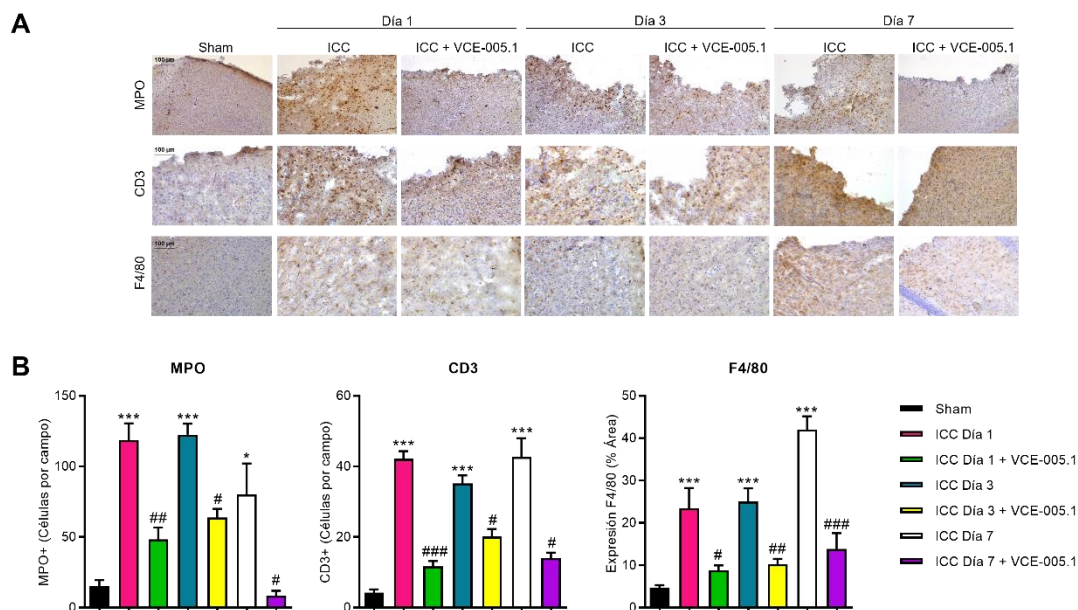 A
Día 1
Día 3
Día 7
Sham
ICC
ICC + VCE-005.1
ICC
ICC + VCE-005.1
ICC
ICC + VCE-005.1
MPO
100 µm
CD3
100 µm
F4/80
100 µm
B
MPO
MPO+ (Células por campo)
150
100
50
0
***
##
***
#
*
#
CD3
CD3+ (Células por campo)
60
40
20
0
***
###
***
#
***
#
F4/80
Expresión F4/80 (% Área)
50
40
30
20
10
0
***
#
***
##
***
###
Sham
ICC Día 1
ICC Día 1 + VCE-005.1
ICC Día 3
ICC Día 3 + VCE-005.1
ICC Día 7
ICC Día 7 + VCE-005.1